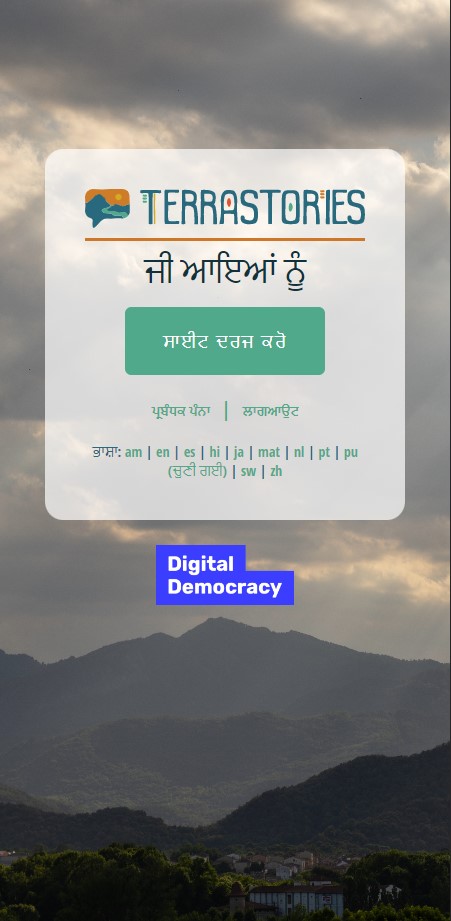 TERRASTORIES
ਜੀ ਆਇਆਂ ਨੂੰ
ਸਾਈਟ ਦਰਜ ਕਰੋ
ਪ੍ਰਬੰਧਕ ਪੰਨਾ | ਲਾਗਆਉਟ
ਭਾਸ਼ਾ: am | en | es | hi | ja | mat | nl | pt | pu
(ਚੁਣੀ ਗਈ) | sw | zh
Digital
Democracy